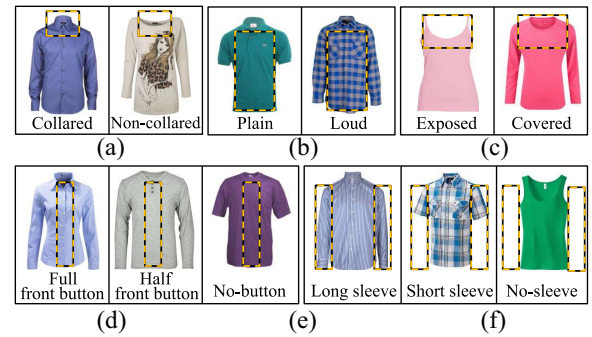 Collared Non-collared Plain Loud Exposed Covered
(a) (b) (c)
Full front button Half front button No-button Long sleeve Short sleeve No-sleeve
(d) (e) (f)